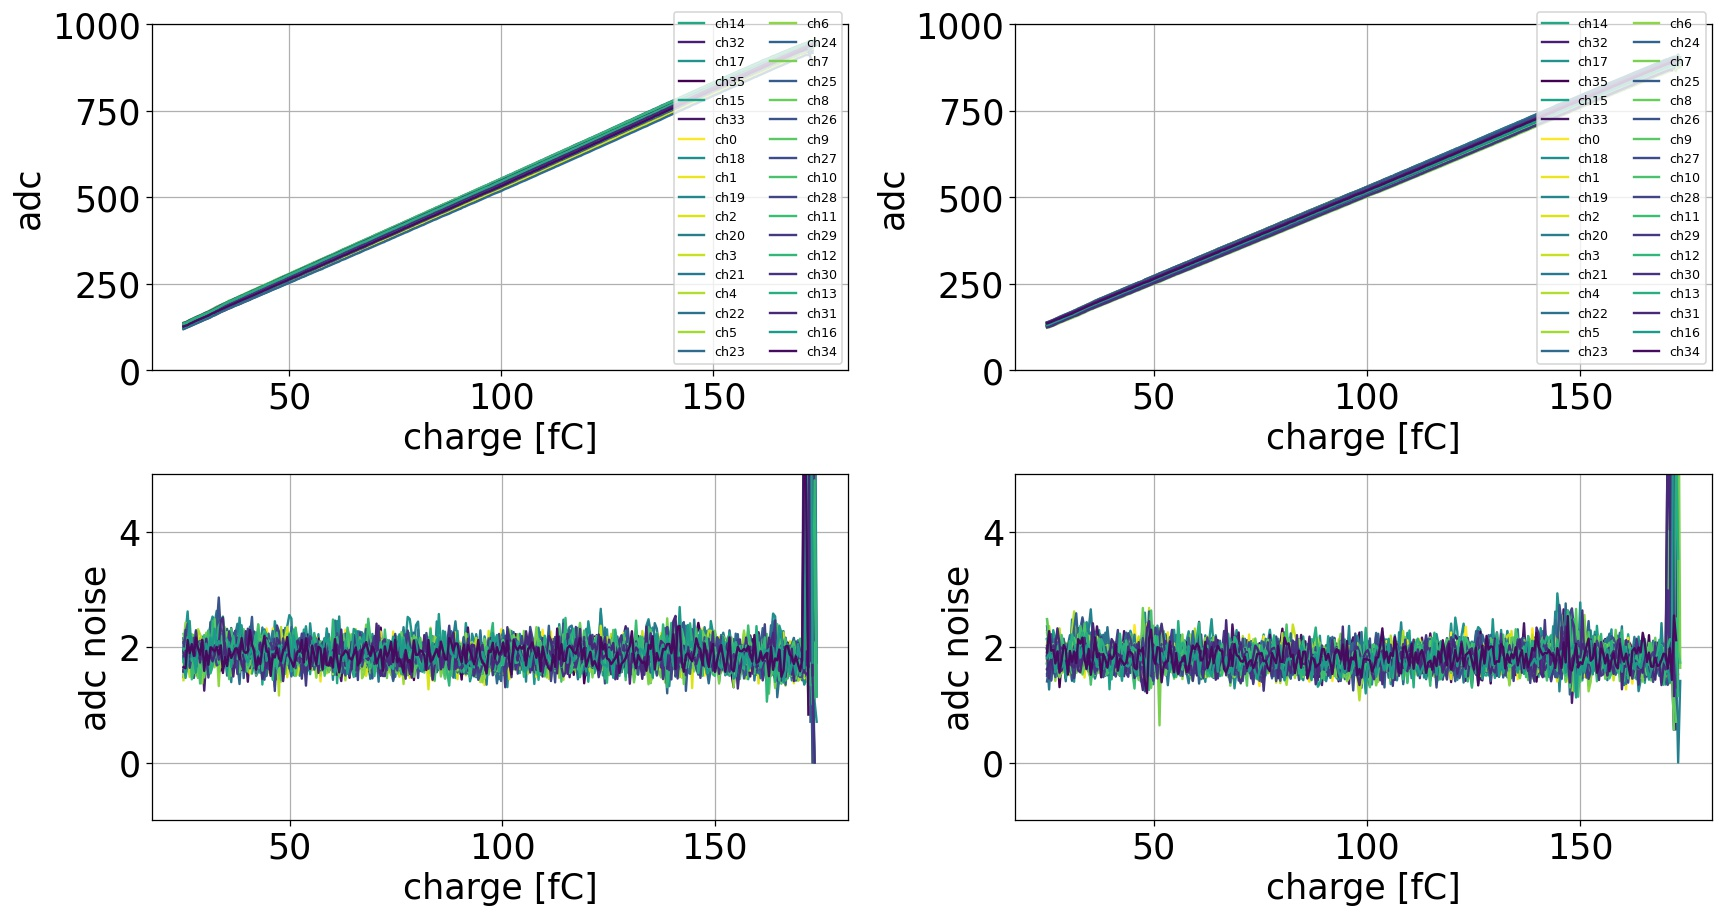 1000
750
500
250
0
adc
50 100 150
charge [fC]
ch14 ch6
ch32 ch24
ch17 ch7
ch35 ch25
ch15 ch8
ch33 ch26
ch0 ch9
ch18 ch27
ch1 ch10
ch19 ch28
ch2 ch11
ch20 ch29
ch3 ch12
ch21 ch30
ch4 ch13
ch22 ch31
ch5 ch16
ch23 ch34
1000
750
500
250
0
adc
50 100 150
charge [fC]
ch14 ch6
ch32 ch24
ch17 ch7
ch35 ch25
ch15 ch8
ch33 ch26
ch0 ch9
ch18 ch27
ch1 ch10
ch19 ch28
ch2 ch11
ch20 ch29
ch3 ch12
ch21 ch30
ch4 ch13
ch22 ch31
ch5 ch16
ch23 ch34
4
2
0
adc noise
50 100 150
charge [fC]
4
2
0
adc noise
50 100 150
charge [fC]